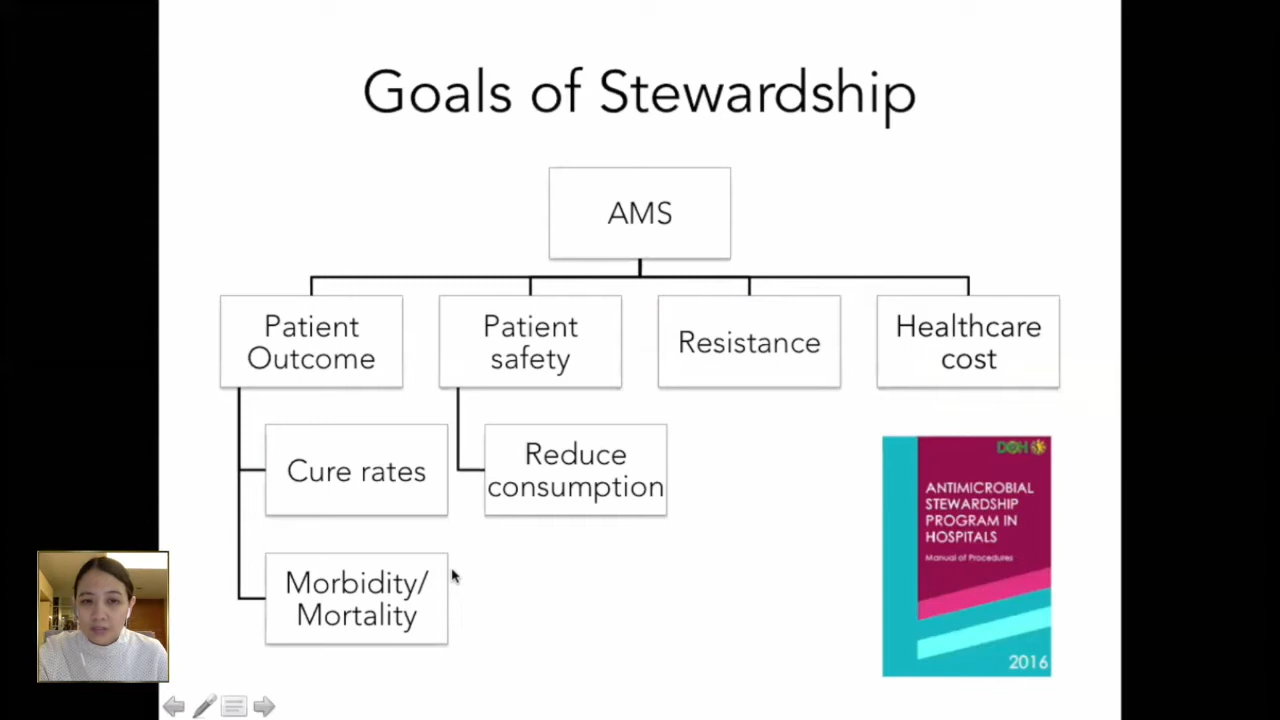 Goals of Stewardship
AMS
Patient
Outcome
Patient
safety
Resistance
Healthcare
cost
Cure rates
Reduce
consumption
Morbidity/
Mortality
DOH
ANTIMICROBIAL
STEWARDSHIP
PROGRAM IN
HOSPITALS
Manual of Procedures
2016